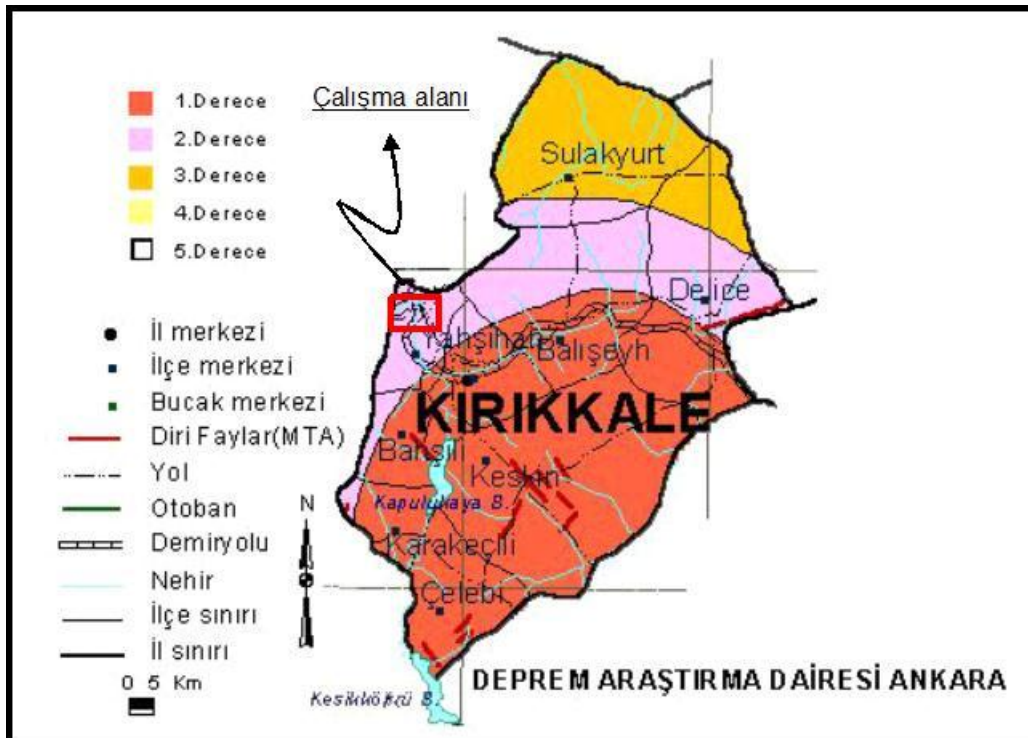 1.Derece
2.Derece
3.Derece
4.Derece
5.Derece
Çalışma alanı
İl merkezi
İlçe merkezi
Bucak merkezi
Diri Faylar(MTA)
Yol
Otoban
Demiryolu
Nehir
İlçe sınırı
İl sınırı
0 5 Km
N
Sulakyurt
Delice
Yahşihan
Balışeyh
KIRIKKALE
Bahşılı
Keskin
Kapulukaya B.
Karakeçili
Çelebi
Kesikköprü B.
DEPREM ARAŞTIRMA DAİRESİ ANKARA